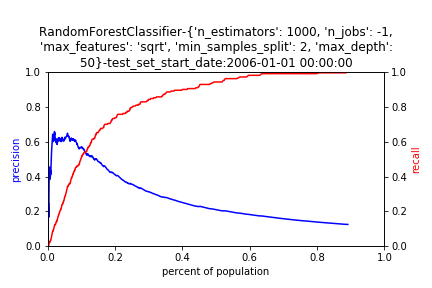 RandomForestClassifier-{'n_estimators': 1000, 'n_jobs': -1,
'max_features': 'sqrt', 'min_samples_split': 2, 'max_depth':
50}-test_set_start_date:2006-01-01 00:00:00
1.0
0.8
0.6
0.4
0.2
0.0
precision
1.0
0.8
0.6
0.4
0.2
0.0
recall
0.0 0.2 0.4 0.6 0.8 1.0
percent of population